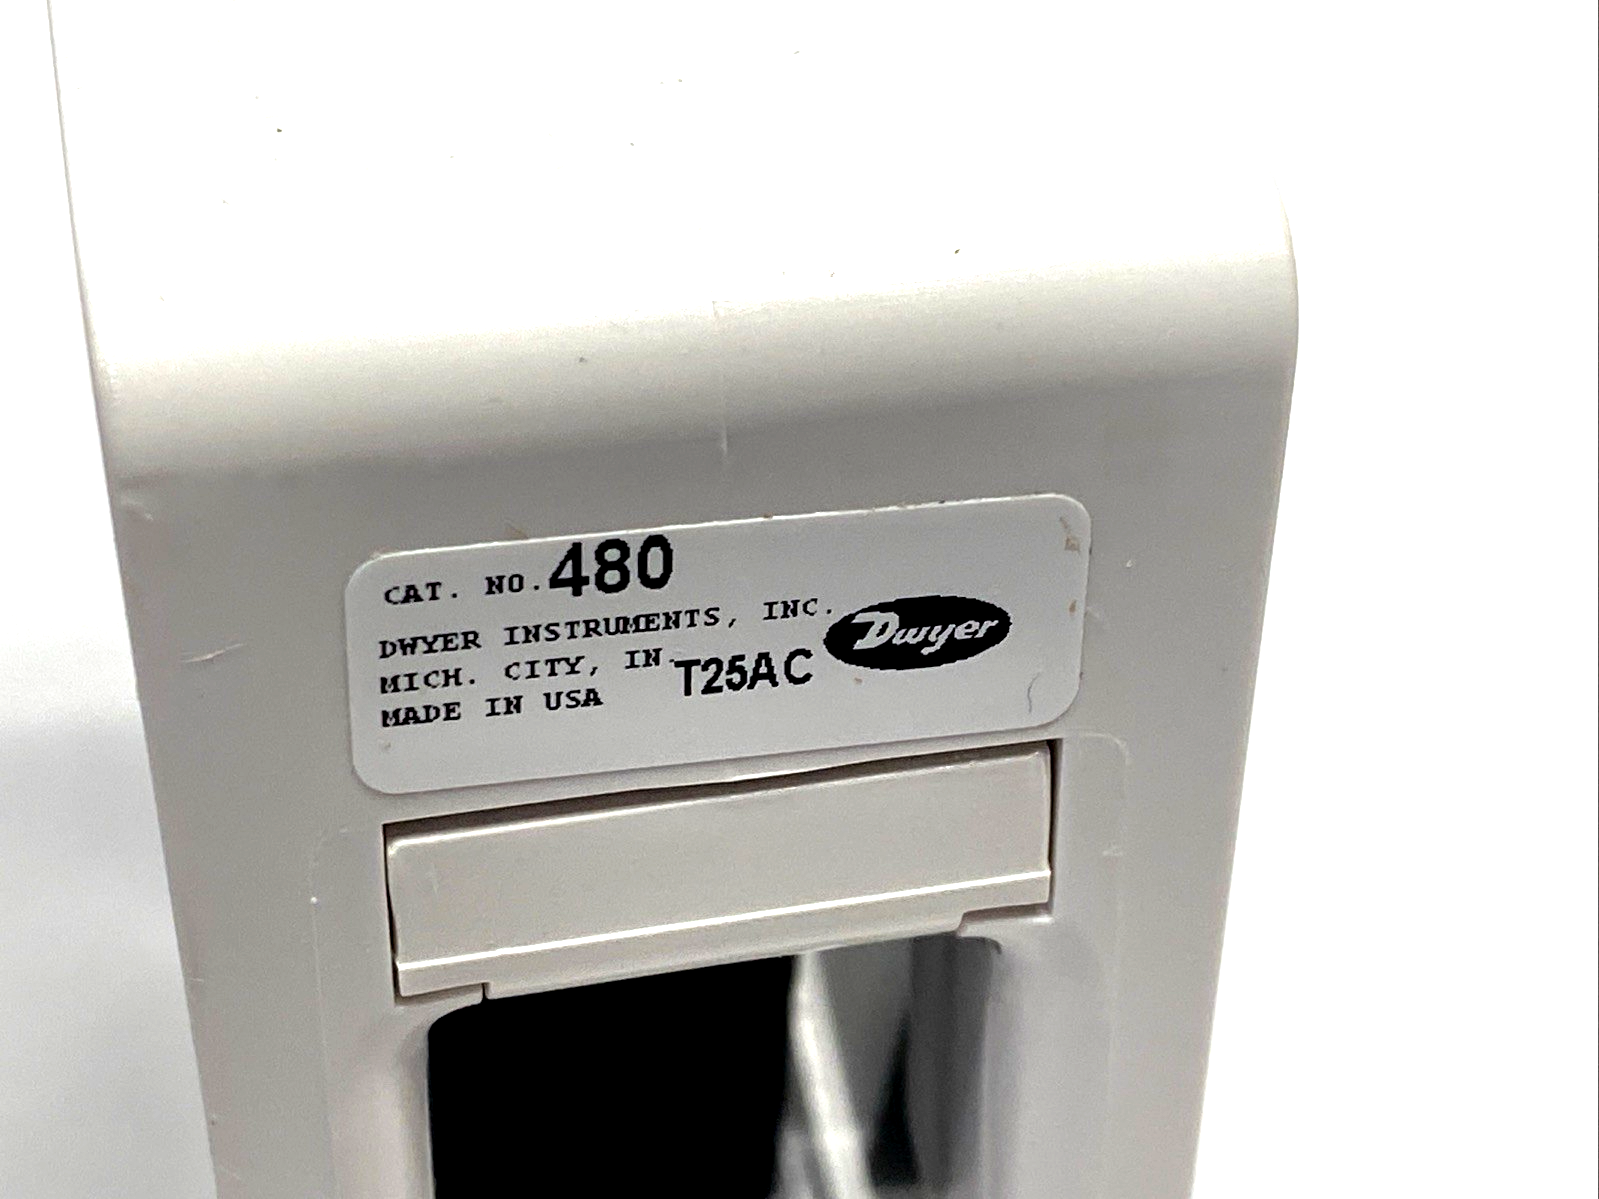 CAT. NO. 480
DWYER INSTRUMENTS, INC.
MICH. CITY, IN. T25AC
MADE IN USA
Dwyer